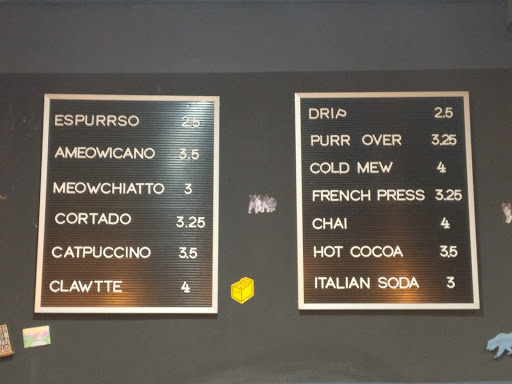 ESPURRSO 2.5
AMEOWICANO 3.5
MEOWCHIATTO 3
CORTADO 3.25
CATPUCCINO 3.5
CLAWTTE 4
DRIP 2.5
PURR OVER 3.25
COLD MEW 4
FRENCH PRESS 3.25
CHAI 4
HOT COCOA 3.5
ITALIAN SODA 3